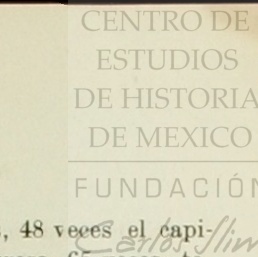 CENTRO DE
ESTUDIOS
DE HISTORIA
DE MEXICO
FUNDACIÓN
Carlos Slim
, 48 veces el capi-